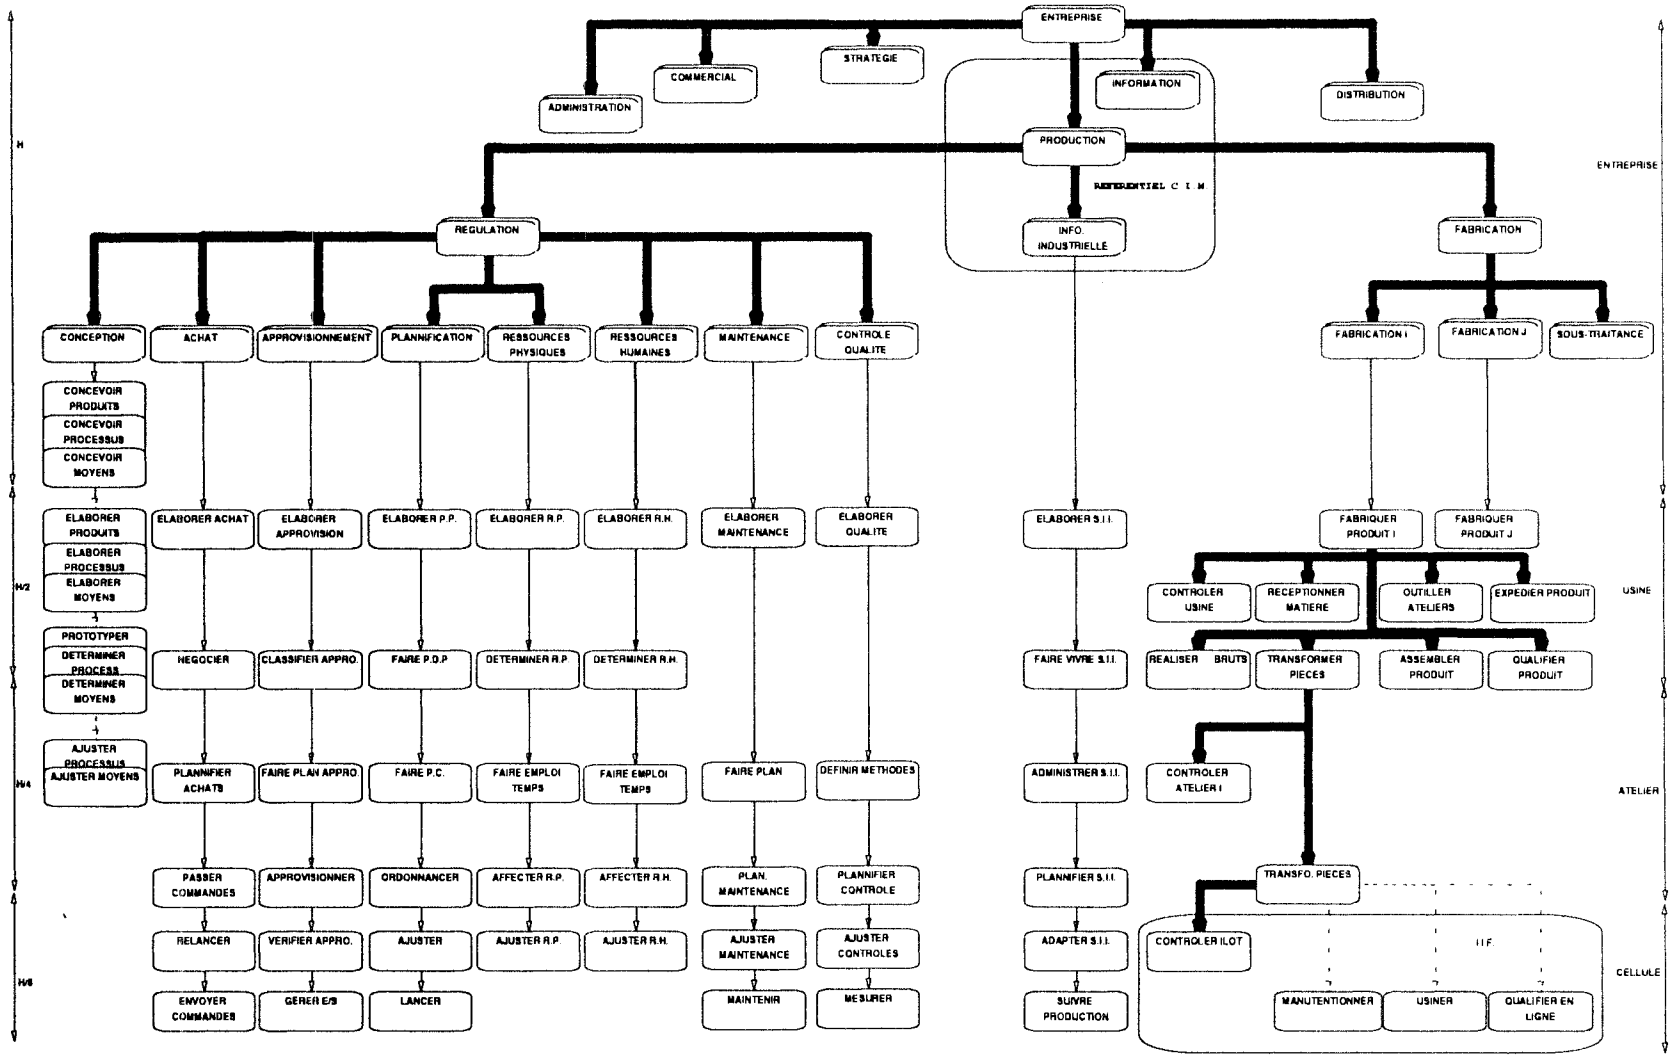 ENTREPRISE
STRATEGIE
COMMERCIAL
INFORMATION
ADMINISTRATION
DISTRIBUTION
PRODUCTION
H
ENTREPRISE
REFERENTIEL C.I.M.
REGULATION
INFO.
INDUSTRIELLE
FABRICATION
CONCEPTION
ACHAT
APPROVISIONNEMENT
PLANNIFICATION
RESSOURCES
PHYSIQUES
RESSOURCES
HUMAINES
MAINTENANCE
CONTROLE
QUALITE
FABRICATION I
FABRICATION J
SOUS-TRAITANCE
CONCEVOIR
PRODUITS
CONCEVOIR
PROCESSUS
CONCEVOIR
MOYENS
ELABORER
PRODUITS
ELABORER
PROCESSUS
ELABORER
MOYENS
ELABORER ACHAT
ELABORER
APPROVISION
ELABORER P.P.
ELABORER R.P.
ELABORER R.H.
ELABORER
MAINTENANCE
ELABORER
QUALITE
ELABORER S.I.I.
FABRIQUER
PRODUIT I
FABRIQUER
PRODUIT J
H/2
CONTROLER
USINE
RECEPTIONNER
MATIERE
OUTILLER
ATELIERS
EXPEDIER PRODUIT
USINE
PROTOTYPER
DETERMINER
PROCESS
DETERMINER
MOYENS
NEGOCIER
CLASSIFIER APPRO.
FAIRE P.D.P
DETERMINER R.P.
DETERMINER R.H.
FAIRE VIVRE S.I.I.
REALISER BRUTS
TRANSFORMER
PIECES
ASSEMBLER
PRODUIT
QUALIFIER
PRODUIT
AJUSTER
PROCESSUS
AJUSTER MOYENS
H/4
PLANNIFIER
ACHATS
FAIRE PLAN APPRO.
FAIRE P.C.
FAIRE EMPLOI
TEMPS
FAIRE EMPLOI
TEMPS
FAIRE PLAN
DEFINIR METHODES
ADMINISTRER S.I.I.
CONTROLER
ATELIER I
ATELIER
PASSER
COMMANDES
APPROVISIONNER
ORDONNANCER
AFFECTER R.P.
AFFECTER R.H.
PLAN.
MAINTENANCE
PLANNIFIER
CONTROLE
PLANNIFIER S.I.I.
TRANSFO. PIECES
RELANCER
VERIFIER APPRO.
AJUSTER
AJUSTER R.P.
AJUSTER R.H.
AJUSTER
MAINTENANCE
AJUSTER
CONTROLES
ADAPTER S.I.I.
CONTROLER ILOT
CELLULE
ENVOYER
COMMANDES
GERER E/S
LANCER
MAINTENIR
MESURER
SUIVRE
PRODUCTION
MANUTENTIONNER
USINER
QUALIFIER EN
LIGNE